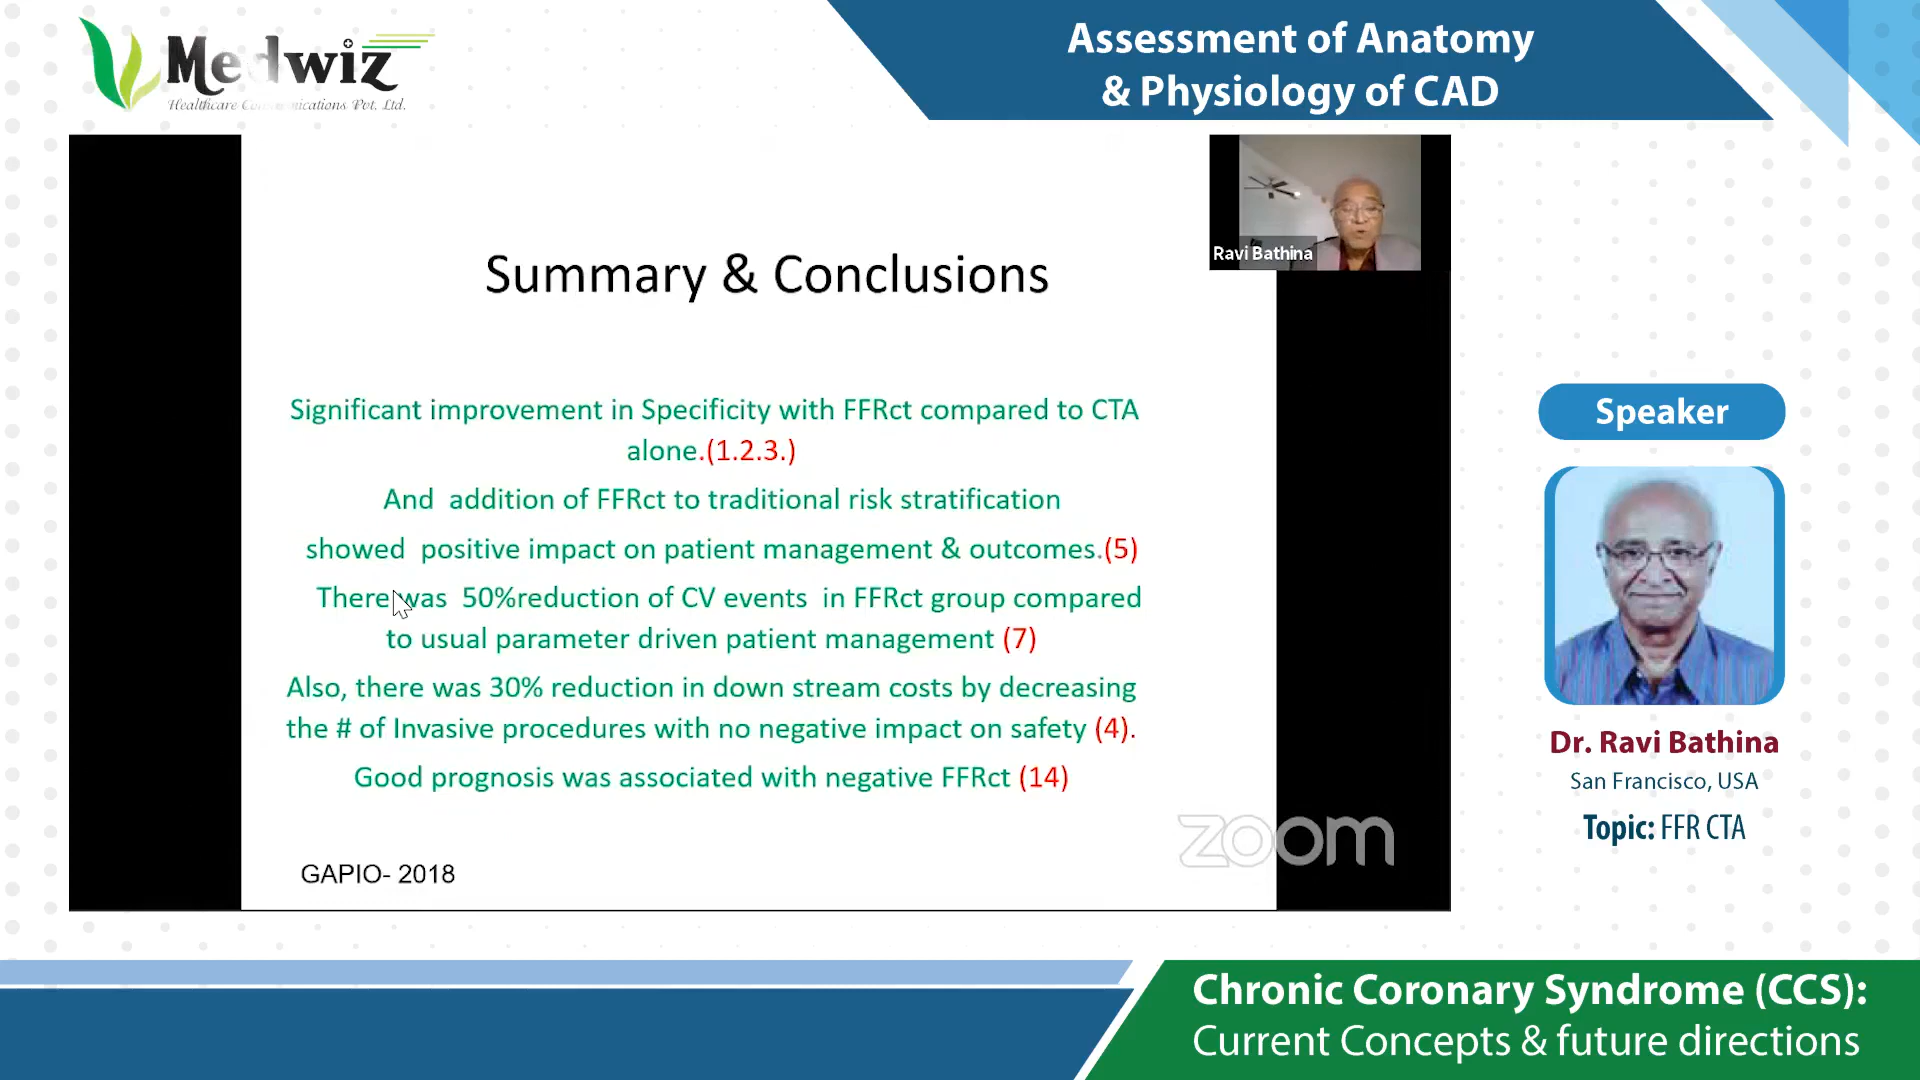 Medwiz
Healthcare Communications Pvt. Ltd.
Assessment of Anatomy
& Physiology of CAD
Ravi Bathina
Summary & Conclusions
Significant improvement in Specificity with FFRct compared to CTA
alone.(1.2.3.)
And addition of FFRct to traditional risk stratification
showed positive impact on patient management & outcomes.(5)
There was 50%reduction of CV events in FFRct group compared
to usual parameter driven patient management (7)
Also, there was 30% reduction in down stream costs by decreasing
the # of Invasive procedures with no negative impact on safety (4).
Good prognosis was associated with negative FFRct (14)
GAPIO- 2018
zoom
Speaker
Dr. Ravi Bathina
San Francisco, USA
Topic: FFR CTA
Chronic Coronary Syndrome (CCS):
Current Concepts & future directions